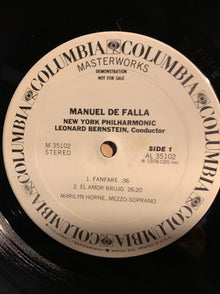 COLUMBIA COLUMBIA COLUMBIA COLUMBIA
MASTERWORKS
DEMONSTRATION
NOT FOR SALE
MANUEL DE FALLA
NEW YORK PHILHARMONIC
LEONARD BERNSTEIN, Conductor
M 35102
STEREO
SIDE 1
AL 35102
℗ 1979 CBS Inc.
1. FANFARE :36
2. EL AMOR BRUJO 26:20
MARILYN HORNE, MEZZO-SOPRANO